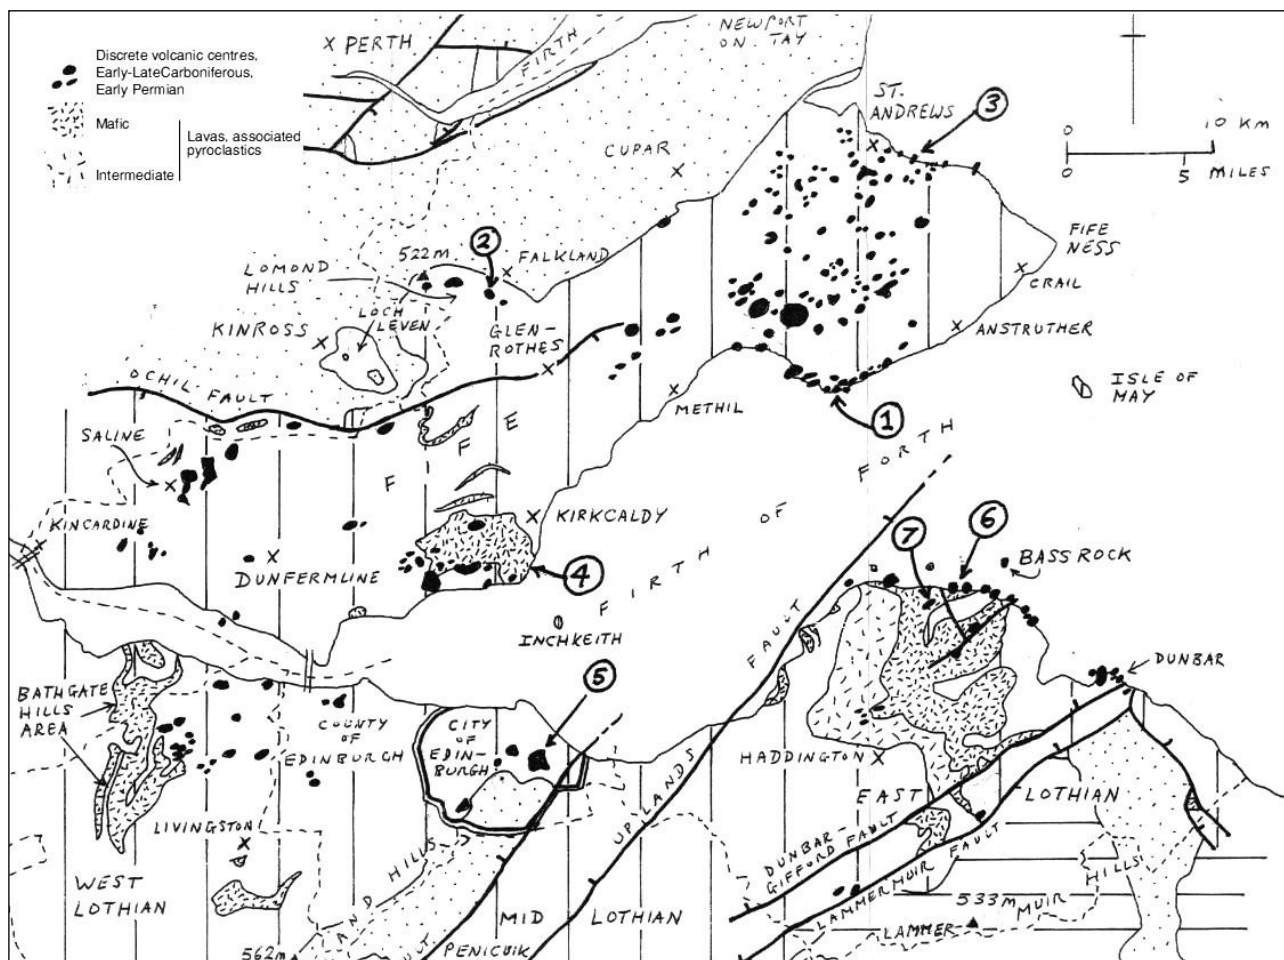 Discrete volcanic centres,
Early-LateCarboniferous,
Early Permian
Mafic
Lavas, associated
pyroclastics
Intermediate
PERTH
FIRTH
NEWPORT
ON TAY
ST.
ANDREWS
3
0
10 KM
0
5
MILES
CUPAR
FIFE
NESS
2
522m
FALKLAND
LOMOND
HILLS
CRAIL
LOCH
LEVEN
KINROSS
GLEN-
ROTHES
ANSTRUTHER
OCHIL FAULT
ISLE OF
MAY
METHIL
1
SALINE
F
F
E
FIRTH OF FORTH
KINCARDINE
KIRKCALDY
7
6
BASS ROCK
DUNFERMLINE
4
INCHKEITH
FAULT
DUNBAR
5
BATHGATE
HILLS
AREA
COUNTY
OF
EDINBURGH
CITY
OF
EDIN-
BURGH
HADDINGTON
UPLANDS
EAST
LOTHIAN
LIVINGSTON
DUNBAR-
GIFFORD FAULT
LAMMERMUIR FAULT
HILLS
WEST
LOTHIAN
AND HILLS
MID
LOTHIAN
533m
MUIR
LAMMER
PENICUIK
562m